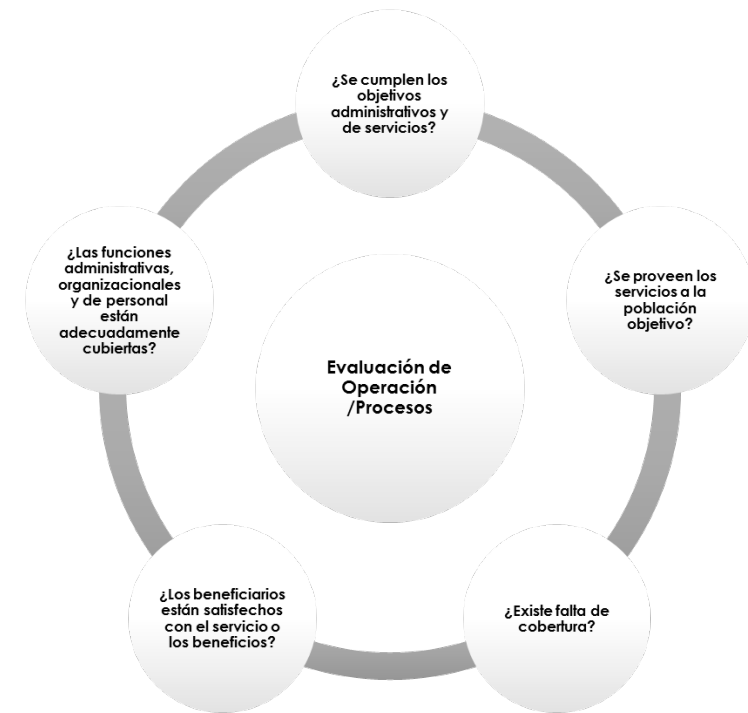 ¿Se cumplen los
objetivos
administrativos y
de servicios?
¿Se proveen los
servicios a la
población
objetivo?
¿Existe falta de
cobertura?
¿Los beneficiarios
están satisfechos
con el servicio o
los beneficios?
¿Las funciones
administrativas,
organizacionales
y de personal
están
adecuadamente
cubiertas?
Evaluación de
Operación
/Procesos